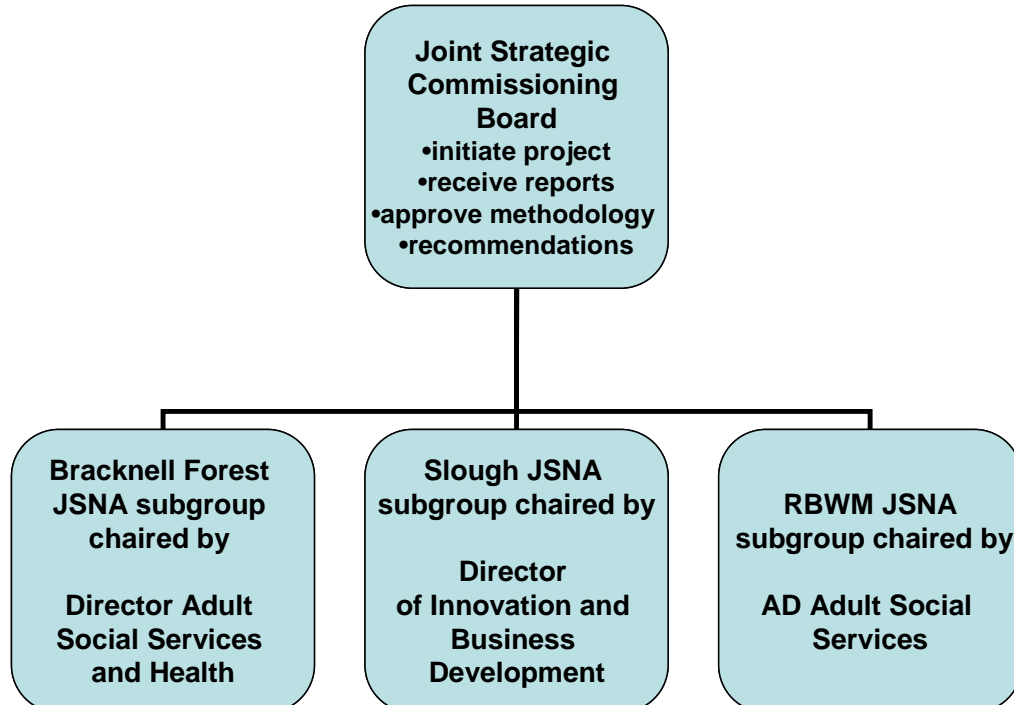 Joint Strategic
Commissioning
Board
•initiate project
•receive reports
•approve methodology
•recommendations
Bracknell Forest
JSNA subgroup
chaired by
Director Adult
Social Services
and Health
Slough JSNA
subgroup chaired by
Director
of Innovation and
Business
Development
RBWM JSNA
subgroup chaired by
AD Adult Social
Services